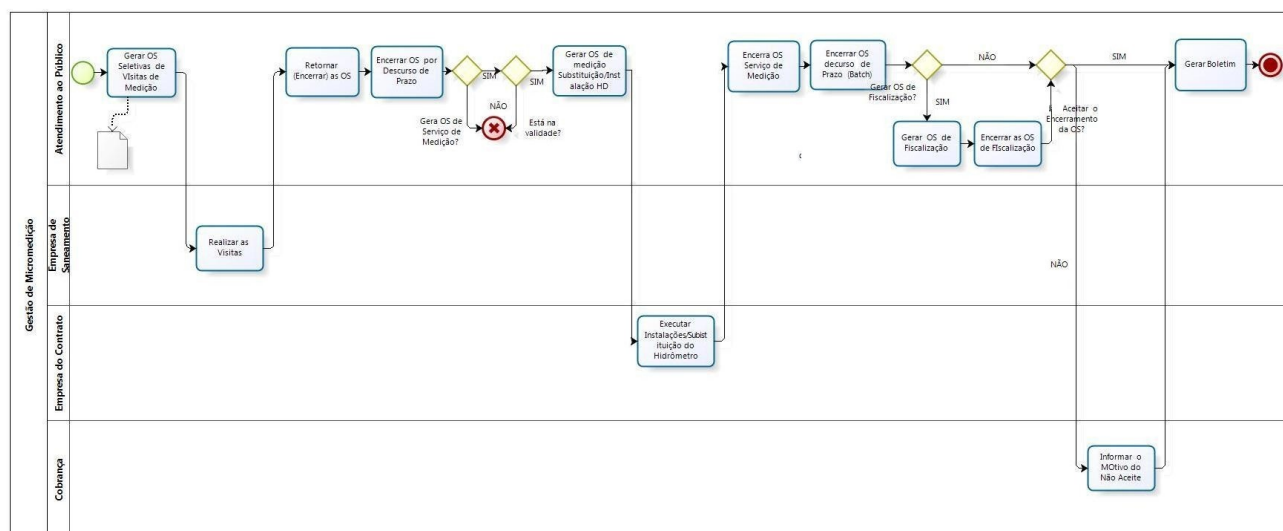 Gestão de Micromedição
Atendimento ao Público
Gerar OS
Seletivas de
VIsitas de
Medição
Retornar
(Encerrar) as OS
Encerrar OS por
Descurso de
Prazo
SIM
SIM
NÃO
Gera OS de
Serviço de
Medição?
Está na
validade?
Gerar OS de
medição
Substituição/Inst
alação HD
Encerra OS
Serviço de
Medição
Encerrar OS
decurso de
Prazo (Batch)
Gerar OS de
Fiscalização?
NÃO
SIM
Gerar OS de
Fiscalização
Encerrar as OS
de FIscalização
Aceitar o
Encerramento
da OS?
SIM
NÃO
Gerar Boletim
Empresa de
Saneamento
Realizar as
Visitas
Empresa do Contrato
Executar
Instalações/Subist
ituição do
Hidrômetro
Cobrança
Informar o
MOtivo do
Não Aceite